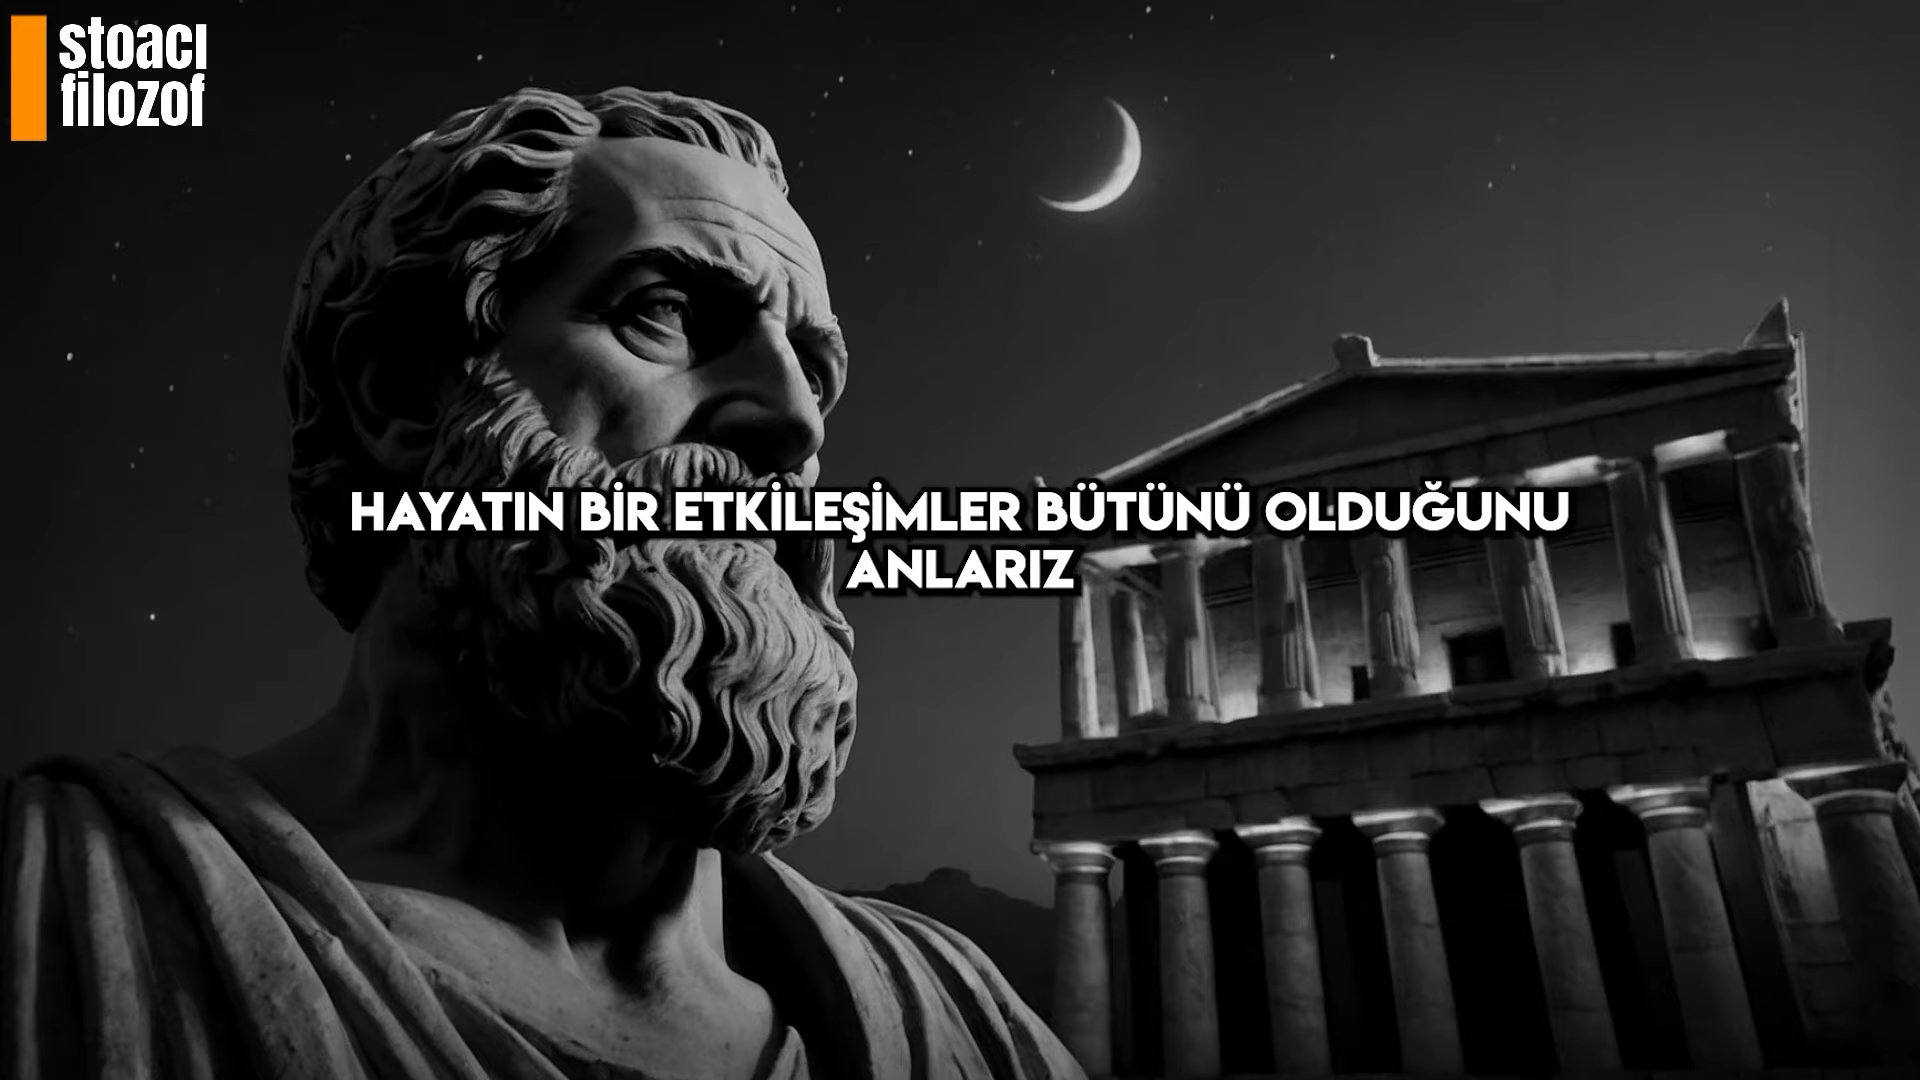 stoacı
filozof
HAYATIN BİR ETKİLEŞİMLER BÜTÜNÜ OLDUĞUNU
ANLARIZ